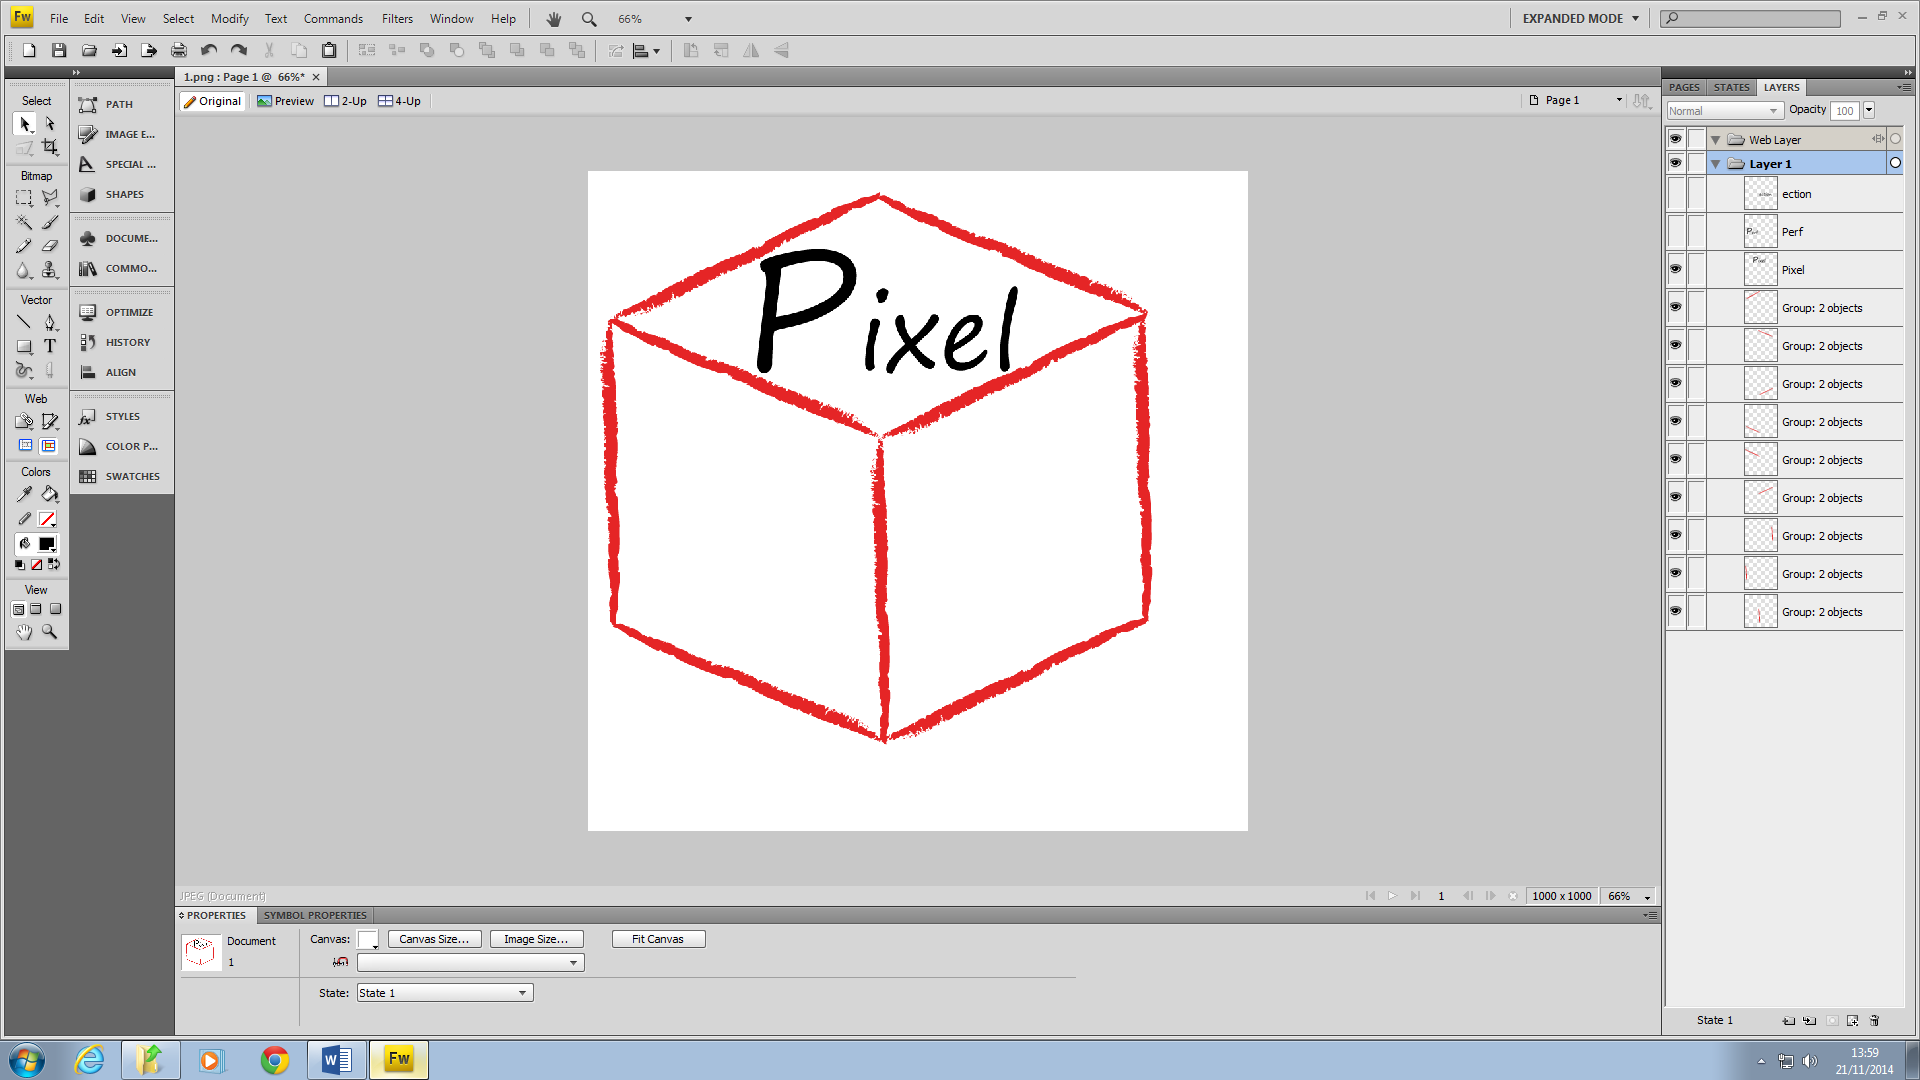 Fw File Edit View Select Modify Text Commands Filters Window Help 66% EXPANDED MODE
1.png : Page 1 @ 66%*
Original Preview 2-Up 4-Up Page 1
Select
Bitmap
Vector
T
Web
Colors
View
PATH
IMAGE E...
SPECIAL ...
SHAPES
DOCUME...
COMMO...
OPTIMIZE
HISTORY
ALIGN
STYLES
COLOR P...
SWATCHES
Pixel
PAGES STATES LAYERS
Normal Opacity 100
Web Layer
Layer 1
ection
Perf
Pixel
Group: 2 objects
Group: 2 objects
Group: 2 objects
Group: 2 objects
Group: 2 objects
Group: 2 objects
Group: 2 objects
Group: 2 objects
Group: 2 objects
State 1
JPEG (Document) 1 1000 x 1000 66%
PROPERTIES SYMBOL PROPERTIES
Document
1
Canvas: Canvas Size... Image Size... Fit Canvas
State: State 1
W Fw
13:59
21/11/2014